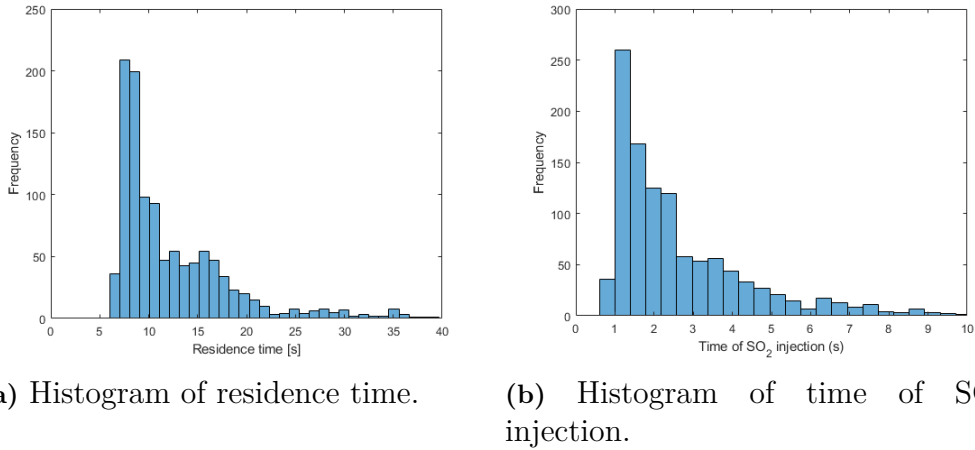 250
200
150
100
50
0
Frequency
0 5 10 15 20 25 30 35 40
Residence time [s]
a) Histogram of residence time.
300
250
200
150
100
50
0
Frequency
0 1 2 3 4 5 6 7 8 9 10
Time of SO2 injection (s)
(b) Histogram of time of SO
injection.